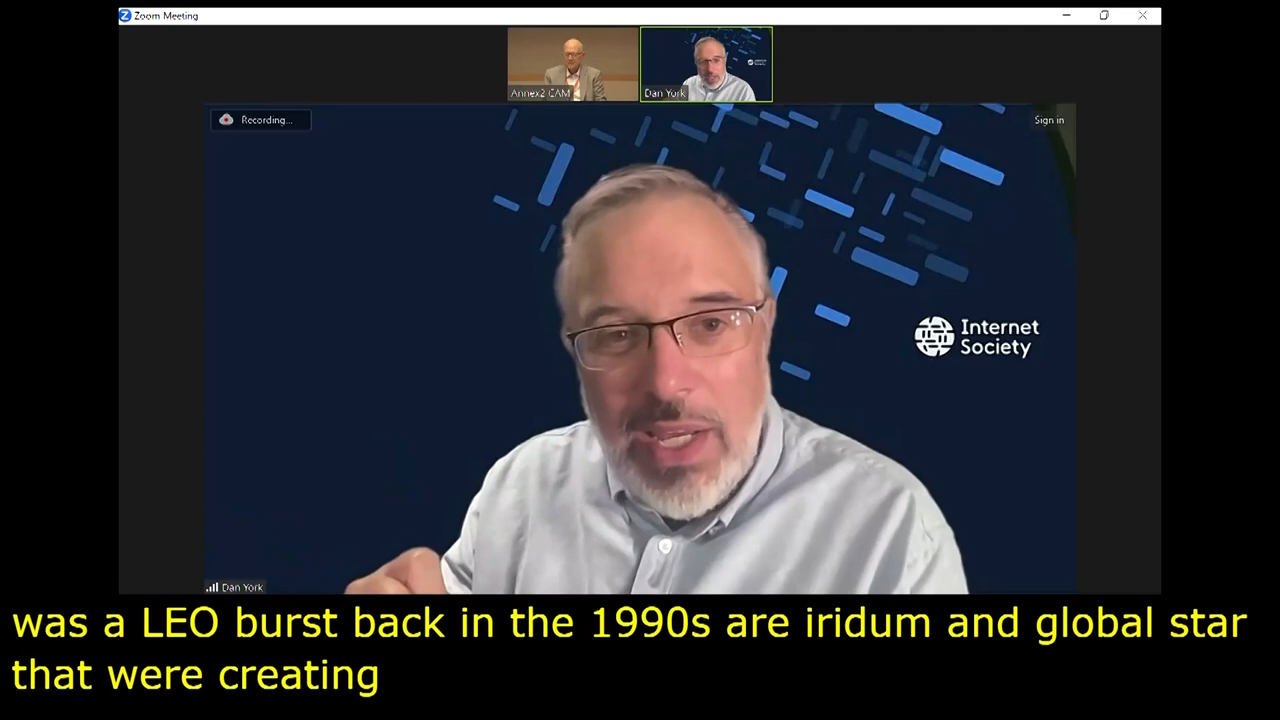 Zoom Meeting
Annex2 CAM
Dan York
Recording...
Sign in
Internet
Society
Dan York
was a LEO burst back in the 1990s are iridum and global star
that were creating